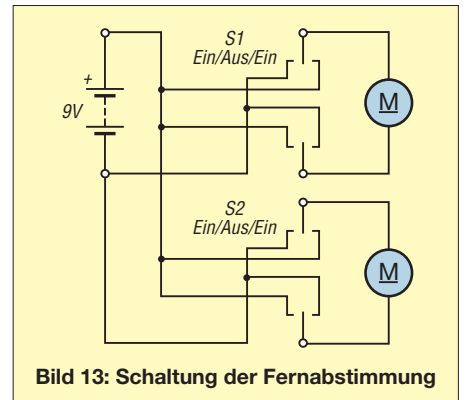 S1
Ein/Aus/Ein
+
9V
M
S2
Ein/Aus/Ein
M
Bild 13: Schaltung der Fernabstimmung